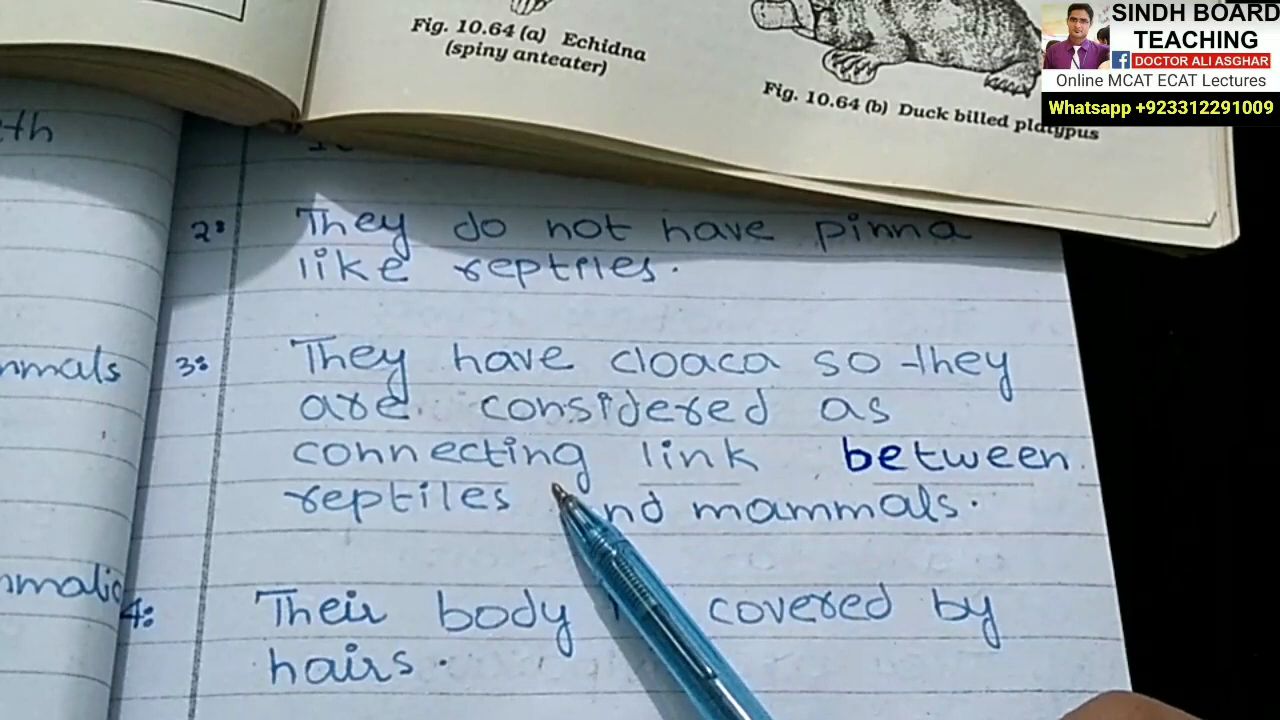 Fig. 10.64 (a) Echidna
(spiny anteater)
Fig. 10.64 (b) Duck billed platypus
SINDH BOARD
TEACHING
DOCTOR ALI ASGHAR
Online MCAT ECAT Lectures
Whatsapp +923312291009
2: They do not have pinna
like reptiles.
3: They have cloaca so they
are considered as
connecting link between
reptiles nd mammals.
4: Their body covered by
hairs.